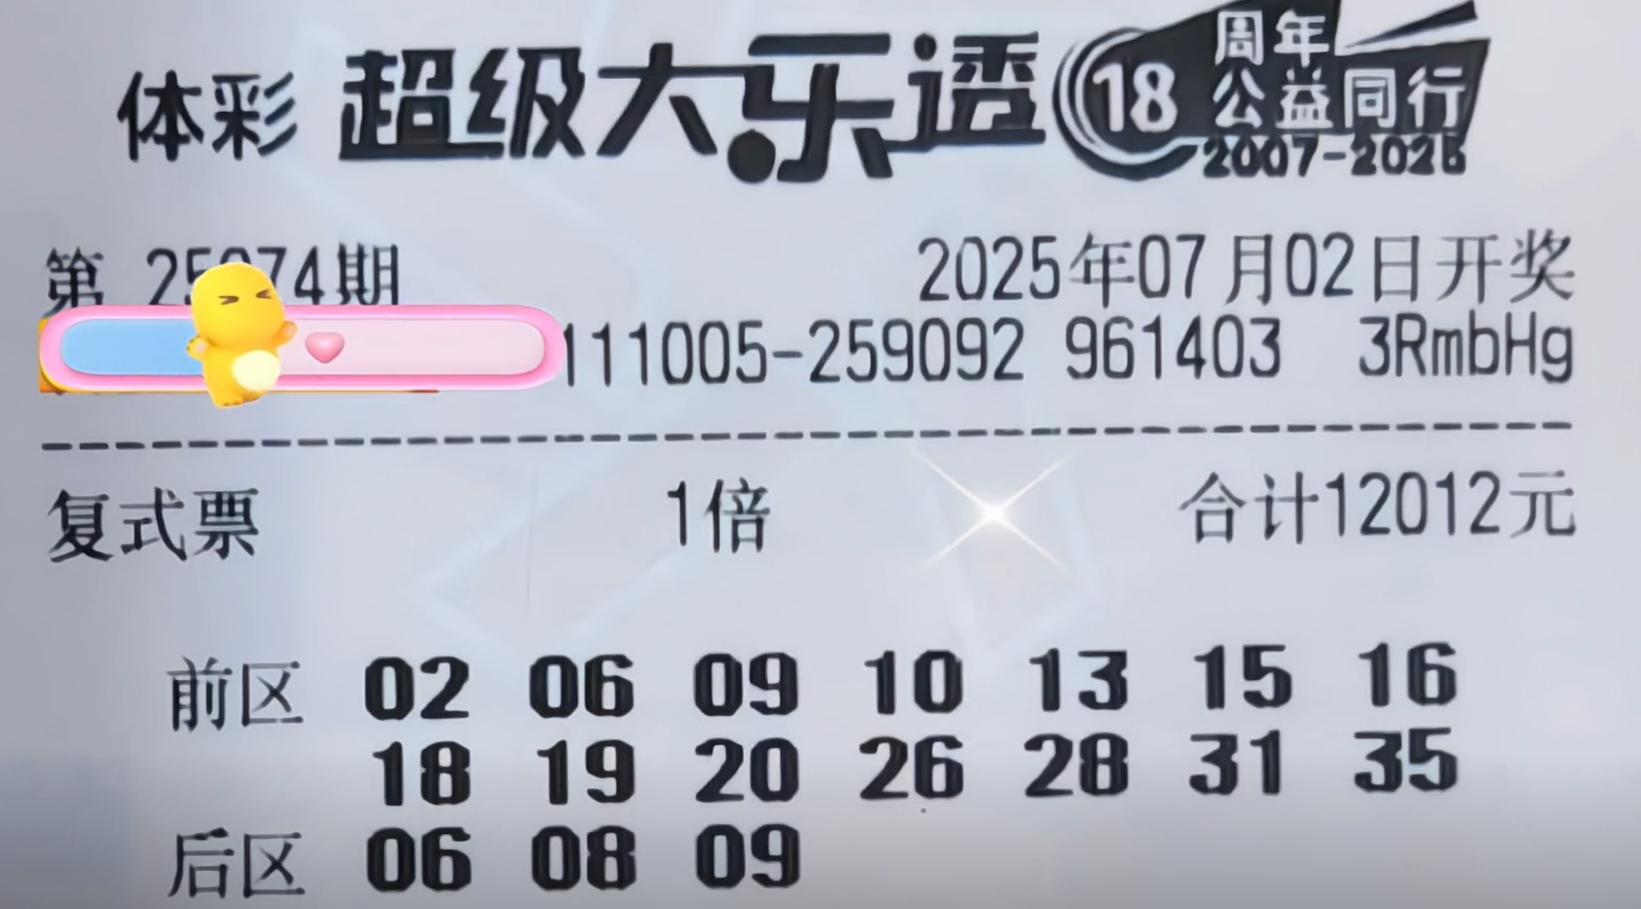 体彩 超级大乐透 18 周年
公益同行
2007-2025
第 25074期 2025年07月02日开奖
111005-259092 961403 3RmbHg
复式票 1倍 合计12012元
前区 02 06 09 10 13 15 16
18 19 20 26 28 31 35
后区 06 08 09